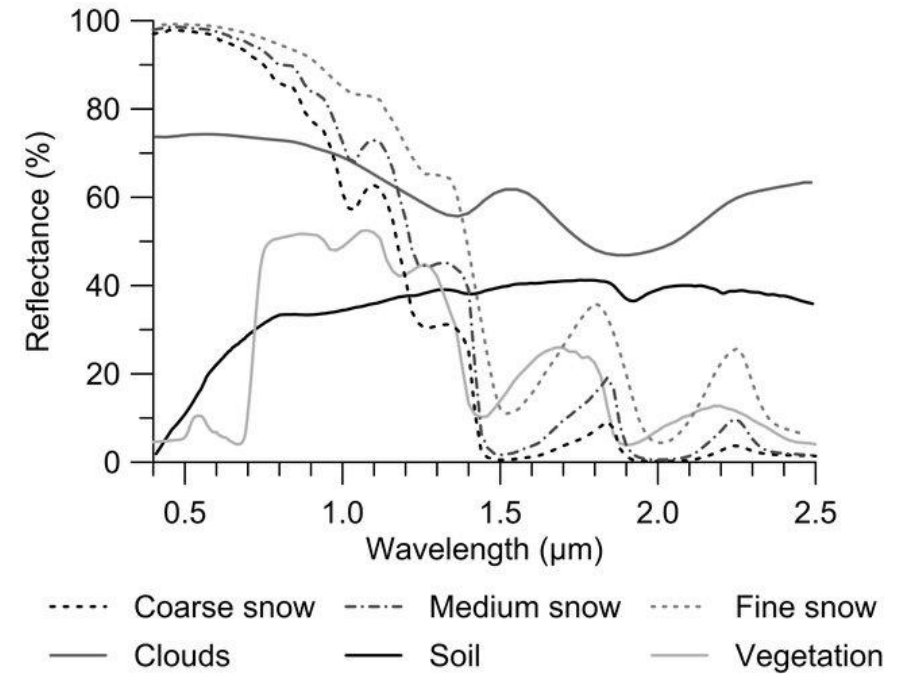 100
80
60
40
20
0
Reflectance (%)
0.5 1.0 1.5 2.0 2.5
Wavelength (µm)
Coarse snow Medium snow Fine snow
Clouds Soil Vegetation